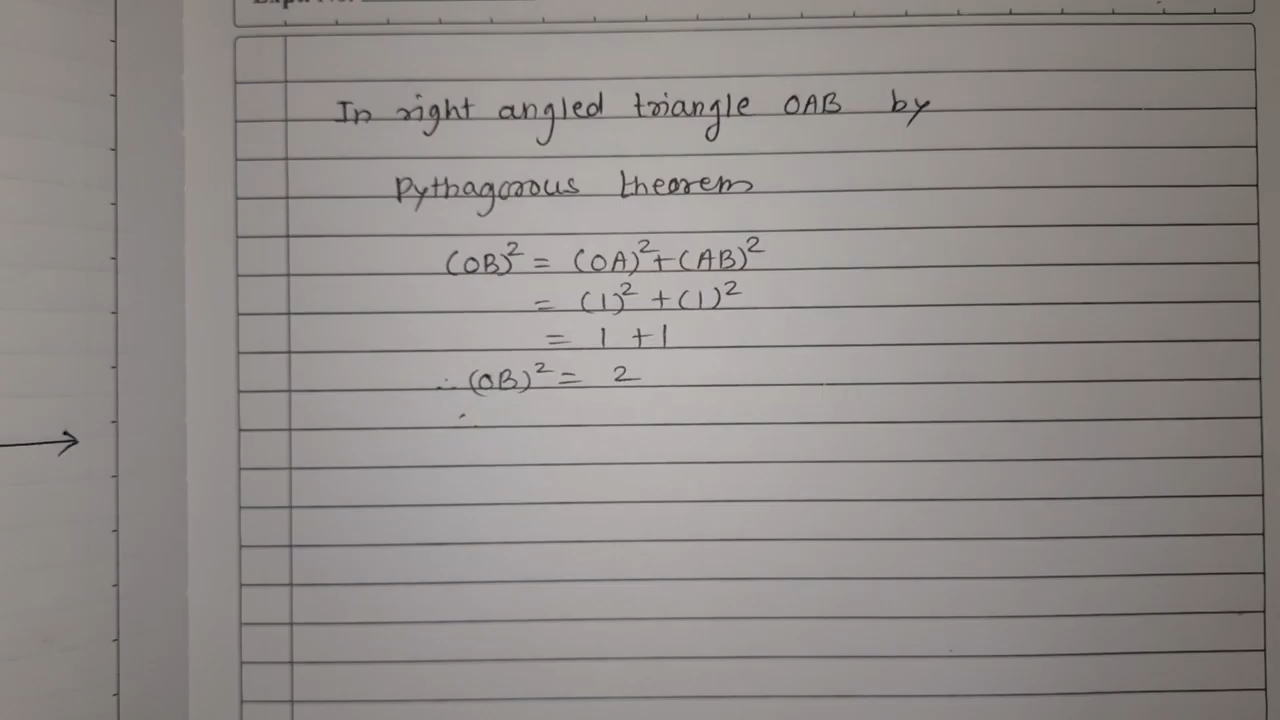 In right angled triangle OAB by
Pythagorous theorem
(OB)² = (OA)²+(AB)²
= (1)² +(1)²
= 1 +1
∴ (OB)² = 2